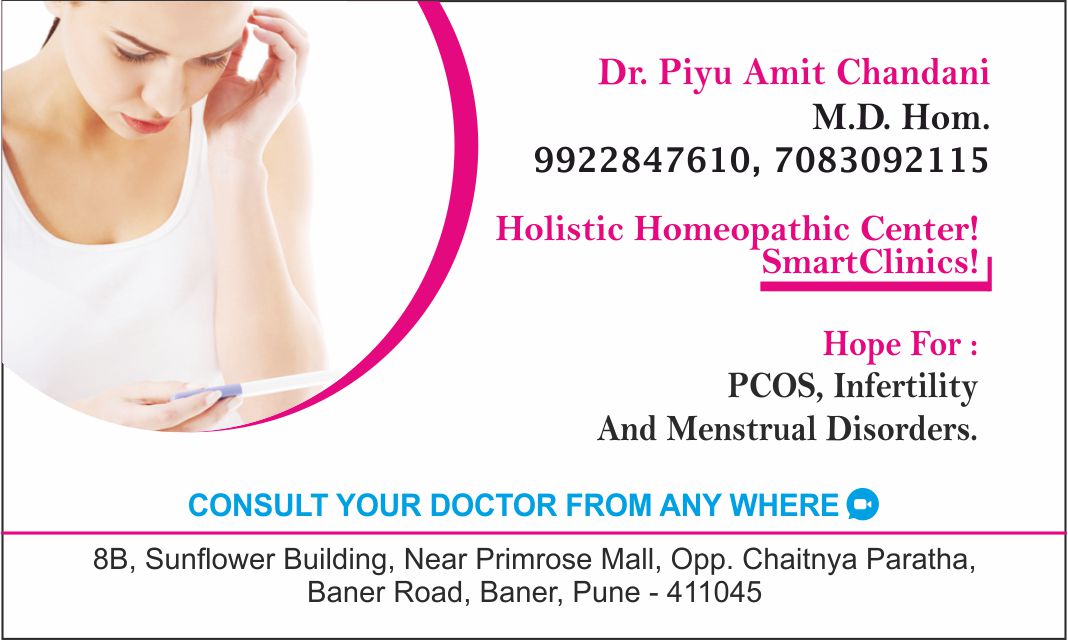 Dr. Piyu Amit Chandani
M.D. Hom.
9922847610, 7083092115
Holistic Homeopathic Center!
SmartClinics!
Hope For :
PCOS, Infertility
And Menstrual Disorders.
CONSULT YOUR DOCTOR FROM ANY WHERE
8B, Sunflower Building, Near Primrose Mall, Opp. Chaitnya Paratha,
Baner Road, Baner, Pune - 411045